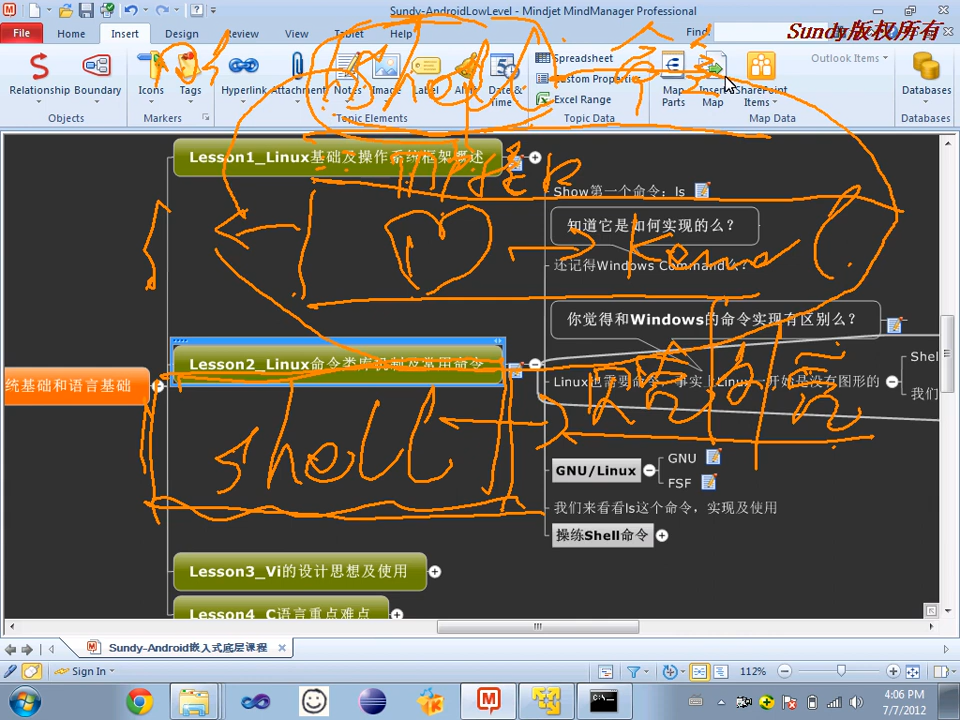 Sundy-AndroidLowLevel - Mindjet MindManager Professional
File Home Insert Design Review View Tablet Help Find:
Sundy版权所有
Relationship Boundary Icons Tags Hyperlink Attachment Notes Image Label Date & Time
Spreadsheet
Custom Properties
Excel Range
Map Parts Insert Map SharePoint Items Outlook Items Databases
Objects Markers Topic Elements Topic Data Map Data Databases
Shell 命令
Lesson1_Linux基础及操作系统框架概述
Show第一个命令：ls
知道它是如何实现的么？
还记得Windows Command么？
你觉得和Windows的命令实现有区别么？
Lesson2_Linux命令类库机制及常用命令
Shell
统基础和语言基础
Linux也需要命令，事实上Linux一开始是没有图形的
我们
shell
GNU/Linux
GNU
FSF
我们来看看ls这个命令，实现及使用
操练Shell命令
Lesson3_Vi的设计思想及使用
Lesson4_C语言重点难点
Sundy-Android嵌入式底层课程
Sign In 112%
4:06 PM
7/7/2012